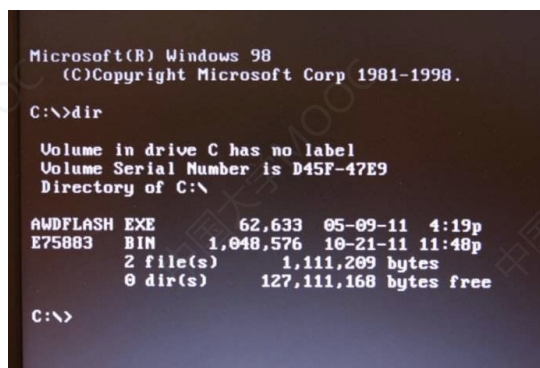 Microsoft(R) Windows 98
(C)Copyright Microsoft Corp 1981-1998.
C:\>dir
Volume in drive C has no label
Volume Serial Number is D45F-47E9
Directory of C:\
AWDFLASH EXE 62,633 05-09-11 4:19p
E75883 BIN 1,048,576 10-21-11 11:48p
2 file(s) 1,111,209 bytes
0 dir(s) 127,111,168 bytes free
C:\>